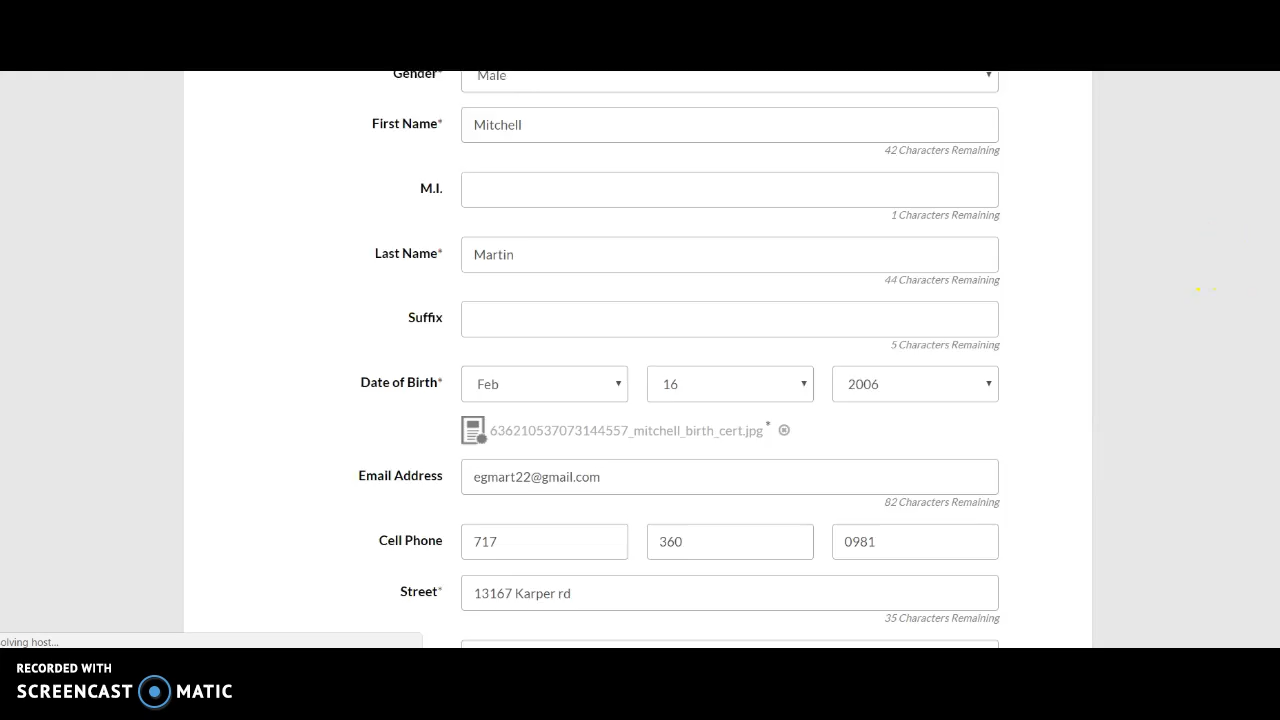 Gender*
Male
First Name*
Mitchell
42 Characters Remaining
M.I.
1 Characters Remaining
Last Name*
Martin
44 Characters Remaining
Suffix
5 Characters Remaining
Date of Birth*
Feb 16 2006
636210537073144557_mitchell_birth_cert.jpg*
Email Address
egmart22@gmail.com
82 Characters Remaining
Cell Phone
717 360 0981
Street*
13167 Karper rd
35 Characters Remaining
olving host...
RECORDED WITH
SCREENCAST MATIC